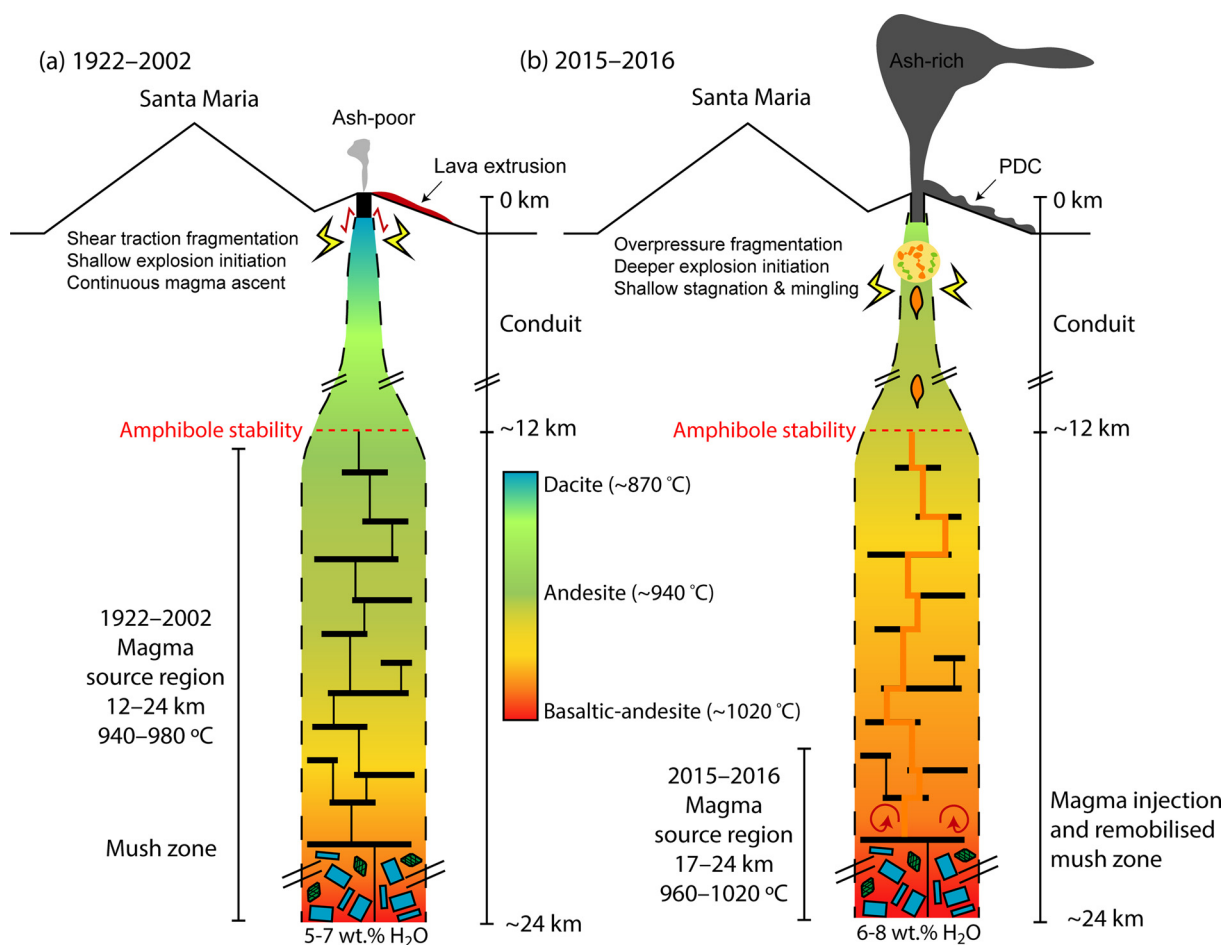 (a) 1922–2002
Santa Maria
Ash-poor
Lava extrusion
0 km
Shear traction fragmentation
Shallow explosion initiation
Continuous magma ascent
Conduit
Amphibole stability
~12 km
1922–2002
Magma
source region
12–24 km
940–980 ºC
Mush zone
~24 km
5-7 wt.% H₂O
Dacite (~870 ˚C)
Andesite (~940 ˚C)
Basaltic-andesite (~1020 ˚C)
(b) 2015–2016
Ash-rich
Santa Maria
PDC
0 km
Overpressure fragmentation
Deeper explosion initiation
Shallow stagnation & mingling
Conduit
Amphibole stability
~12 km
2015–2016
Magma
source region
17–24 km
960–1020 ºC
Magma injection
and remobilised
mush zone
~24 km
6-8 wt.% H₂O